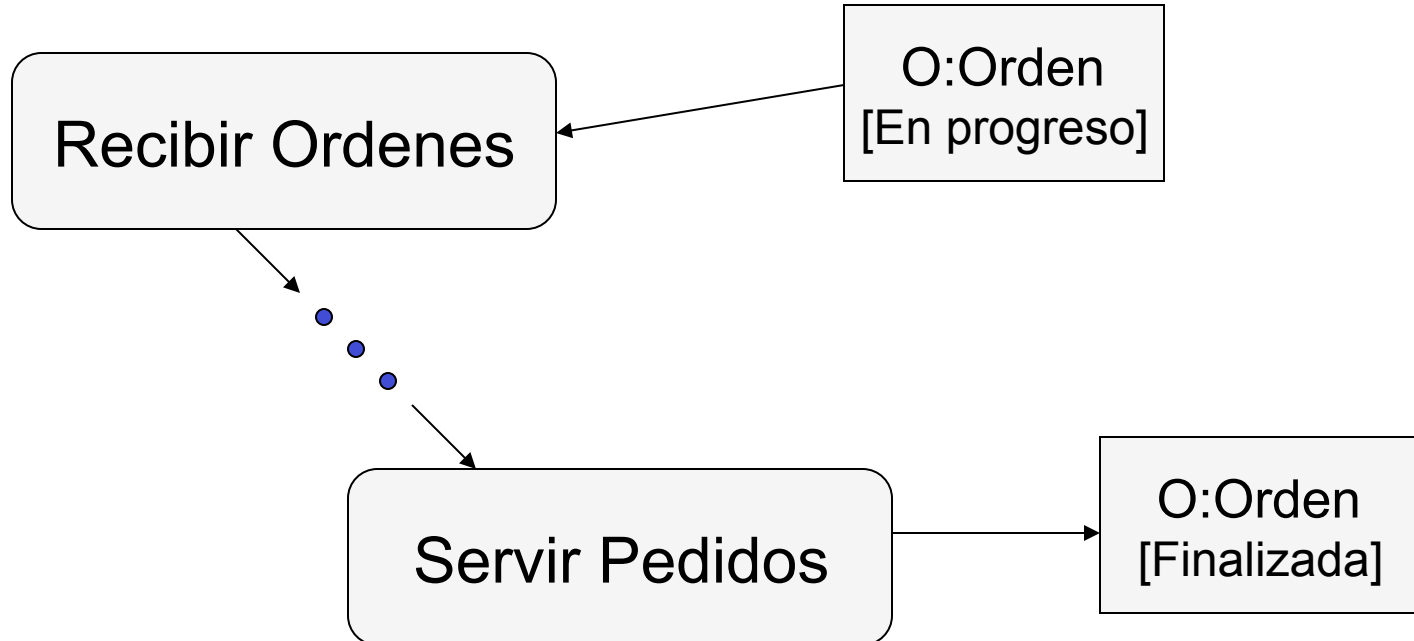 O:Orden
[En progreso]
Recibir Ordenes
Servir Pedidos
O:Orden
[Finalizada]